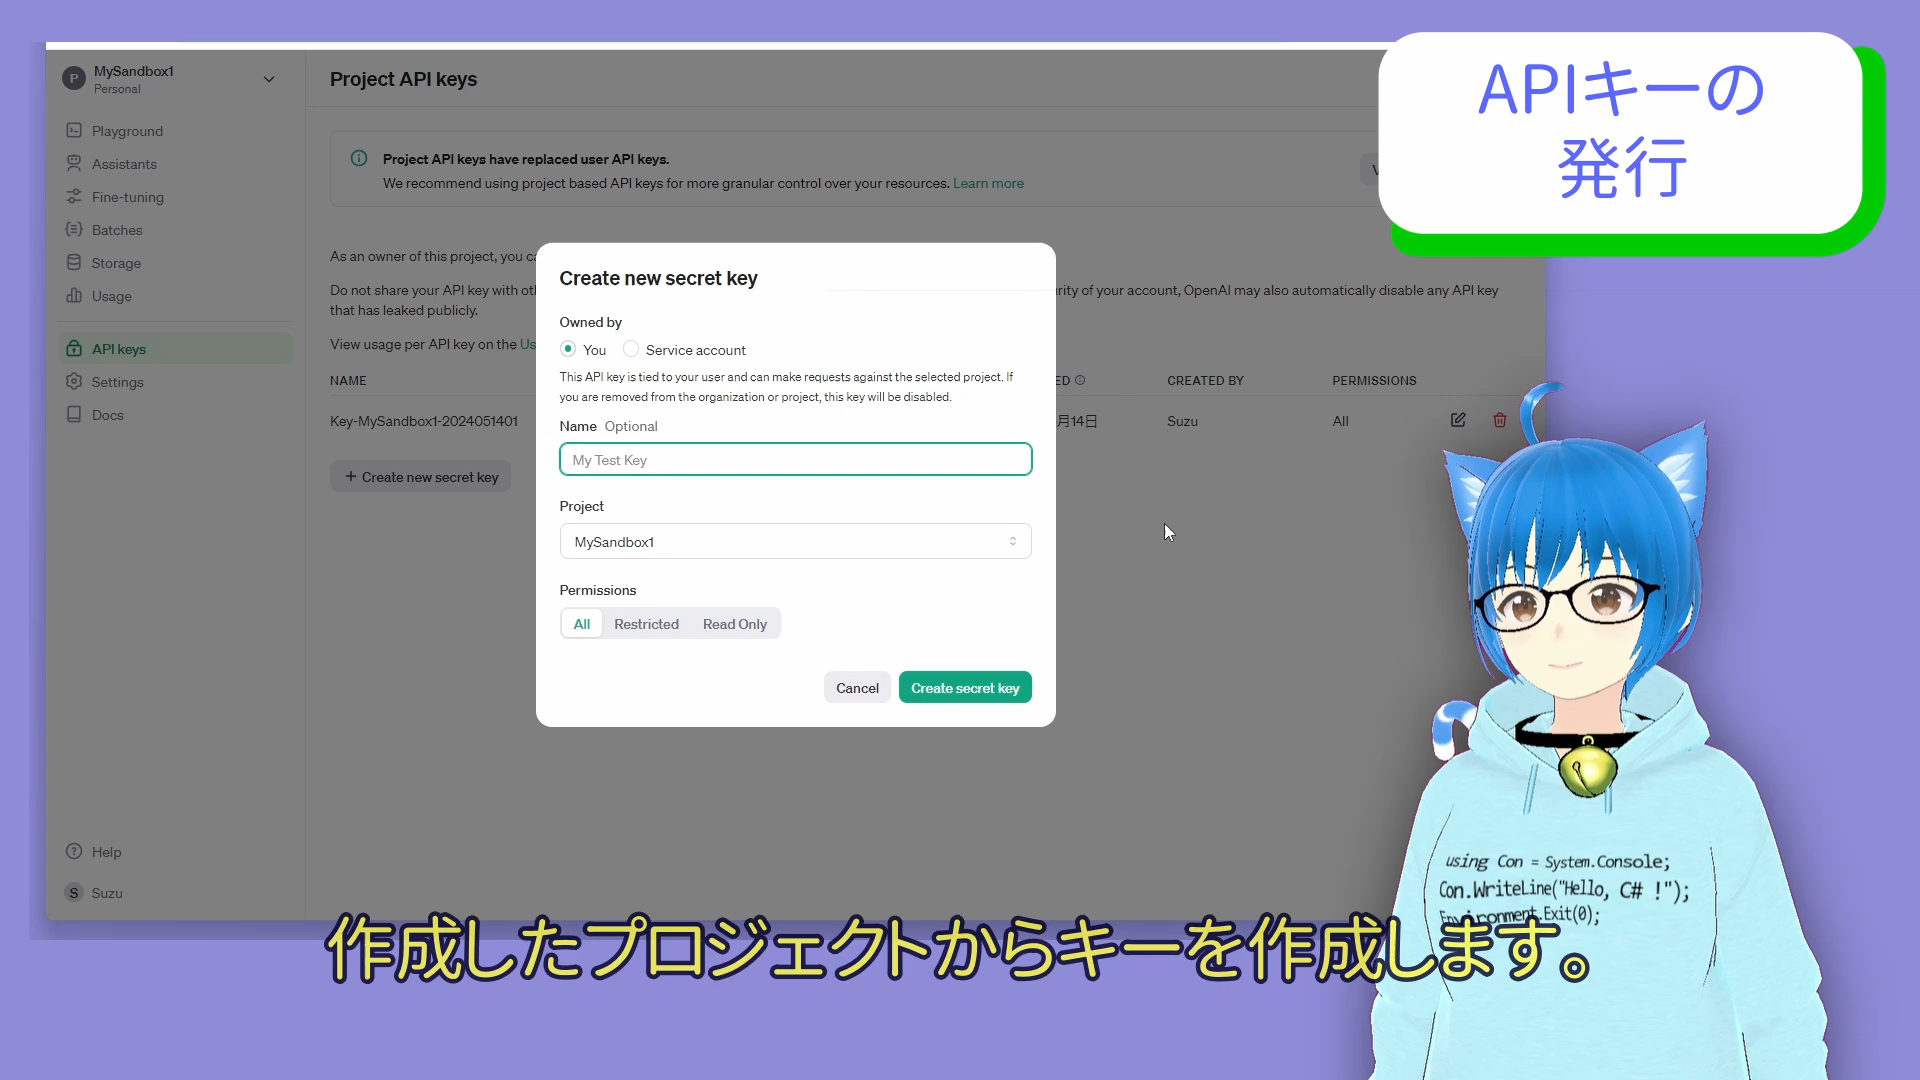 MySandbox1
Personal
Playground
Assistants
Fine-tuning
Batches
Storage
Usage
API keys
Settings
Docs
Help
S Suzu
Project API keys
Project API keys have replaced user API keys.
We recommend using project based API keys for more granular control over your resources. Learn more
As an owner of this project, you
Do not share your API key with of your account, OpenAI may also automatically disable any API key
that has leaked publicly.
View usage per API key on the
NAME CREATED BY PERMISSIONS
Key-MySandbox1-2024051401 月14日 Suzu All
+ Create new secret key
Create new secret key
Owned by
You Service account
This API key is tied to your user and can make requests against the selected project. If
you are removed from the organization or project, this key will be disabled.
Name Optional
My Test Key
Project
MySandbox1
Permissions
All Restricted Read Only
Cancel Create secret key
APIキーの
発行
using Con = System.Console;
Con.WriteLine("Hello, C# !");
Environment.Exit(0);
作成したプロジェクトからキーを作成します。